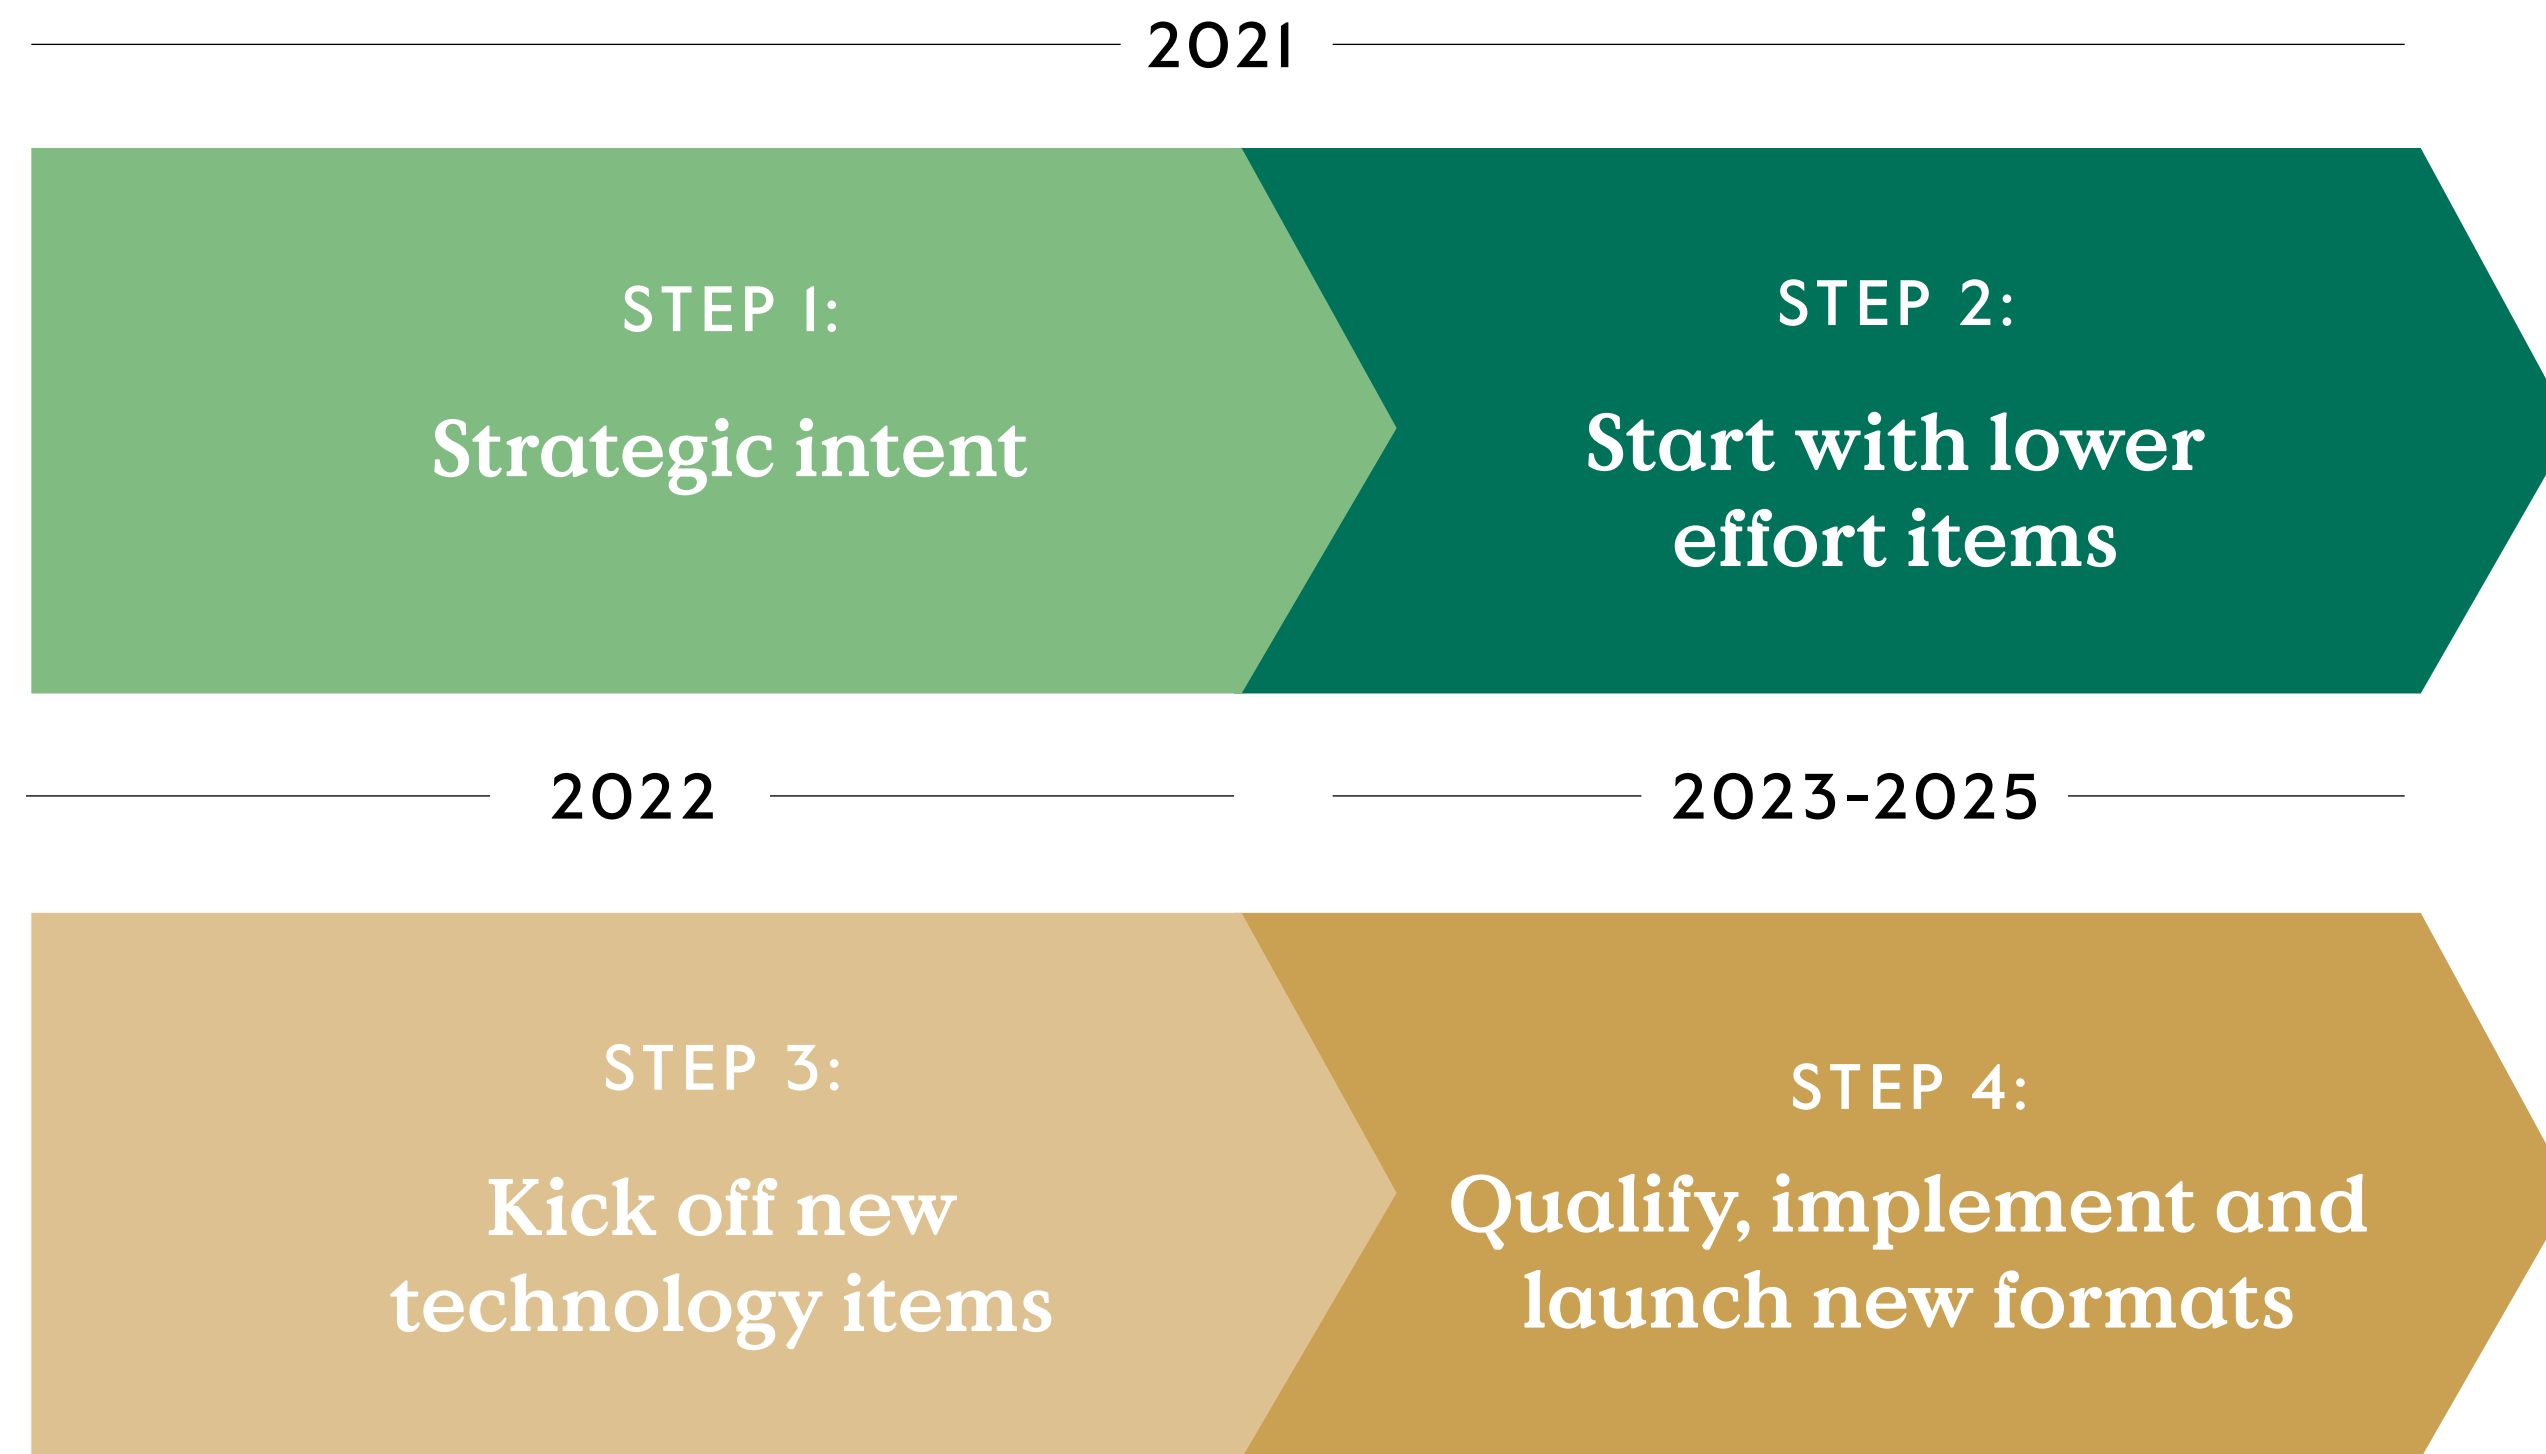 2021
STEP 1:
Strategic intent
STEP 2:
Start with lower
effort items
2022
2023-2025
STEP 3:
Kick off new
technology items
STEP 4:
Qualify, implement and
launch new formats